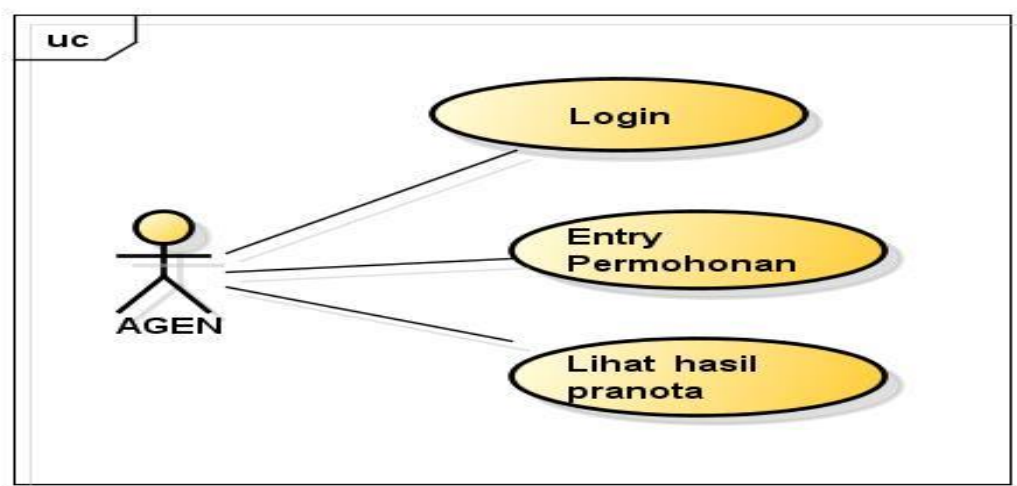 uc
Login
Entry
Permohonan
AGEN
Lihat hasil
pranota